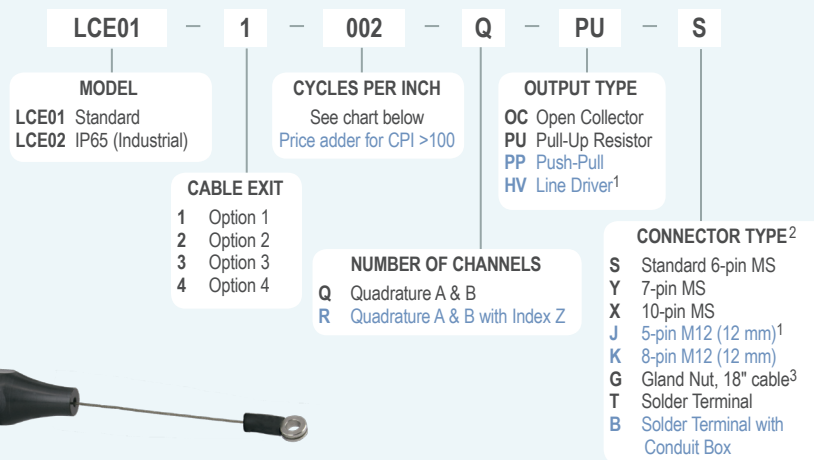 LCE01 – 1 – 002 – Q – PU – S
MODEL
LCE01 Standard
LCE02 IP65 (Industrial)
CYCLES PER INCH
See chart below
Price adder for CPI >100
OUTPUT TYPE
OC Open Collector
PU Pull-Up Resistor
PP Push-Pull
HV Line Driver1
CABLE EXIT
1 Option 1
2 Option 2
3 Option 3
4 Option 4
NUMBER OF CHANNELS
Q Quadrature A & B
R Quadrature A & B with Index Z
CONNECTOR TYPE2
S Standard 6-pin MS
Y 7-pin MS
X 10-pin MS
J 5-pin M12 (12 mm)1
K 8-pin M12 (12 mm)
G Gland Nut, 18" cable3
T Solder Terminal
B Solder Terminal with
Conduit Box